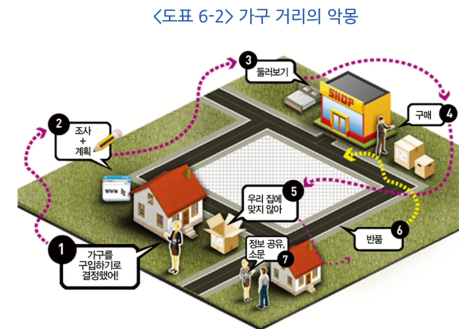 <도표 6-2> 가구 거리의 악몽
1
가구를
구입하기로
결정했어!
2
조사
+
계획
www
3
둘러보기
SHOP
구매 4
5
우리 집에
맞지 않아
6
반품
정보 공유,
소문 7